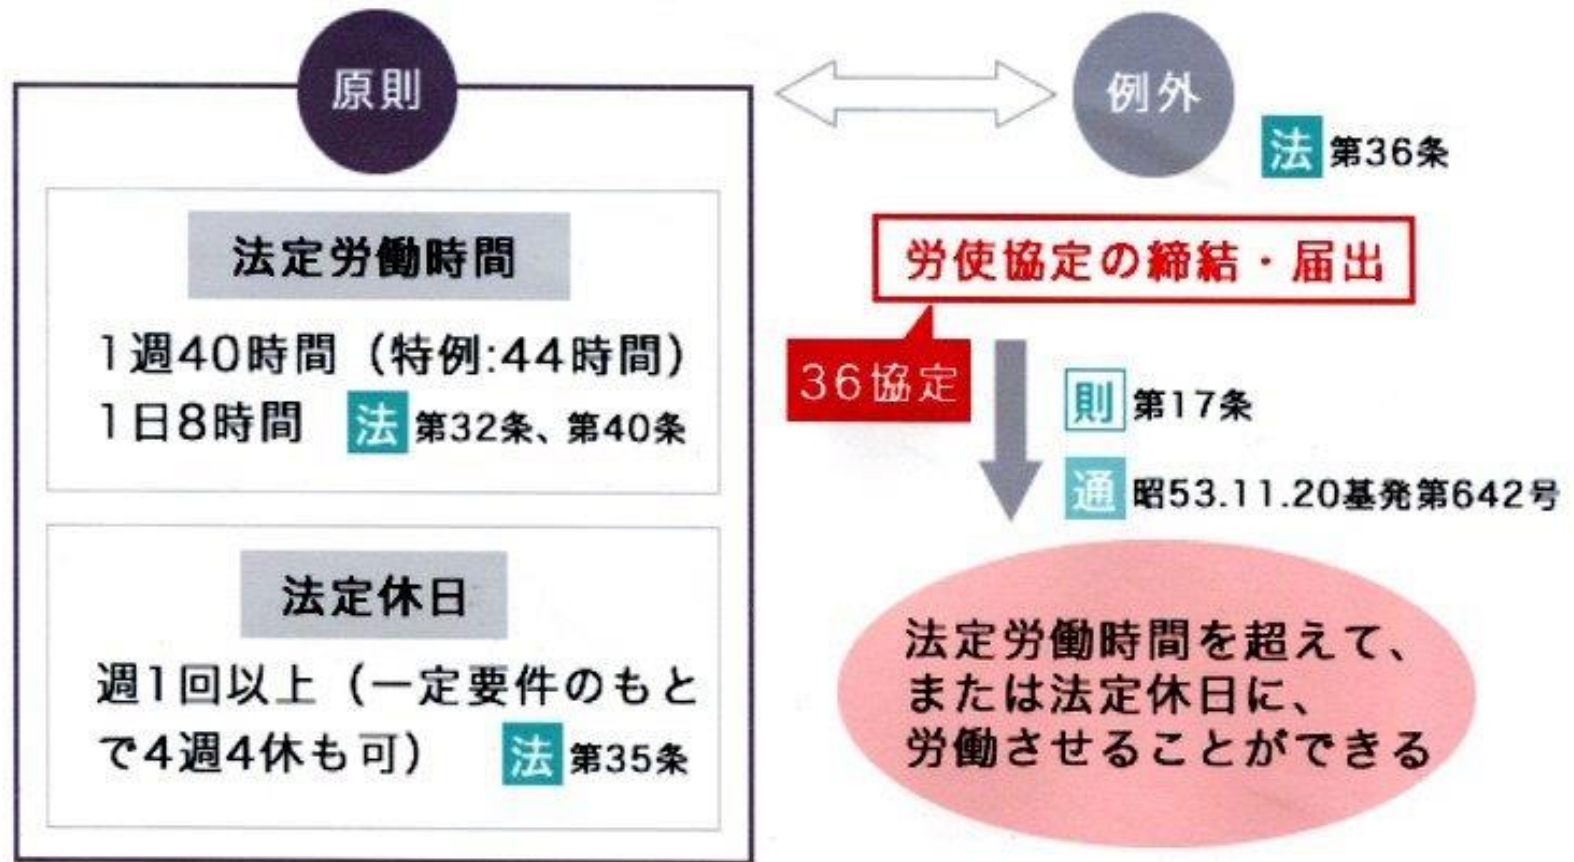 原則
法定労働時間
1週40時間（特例:44時間）
1日8時間 法 第32条、第40条
法定休日
週1回以上（一定要件のもと
で4週4休も可） 法 第35条
例外
法 第36条
労使協定の締結・届出
36協定
則 第17条
通 昭53.11.20基発第642号
法定労働時間を超えて、
または法定休日に、
労働させることができる